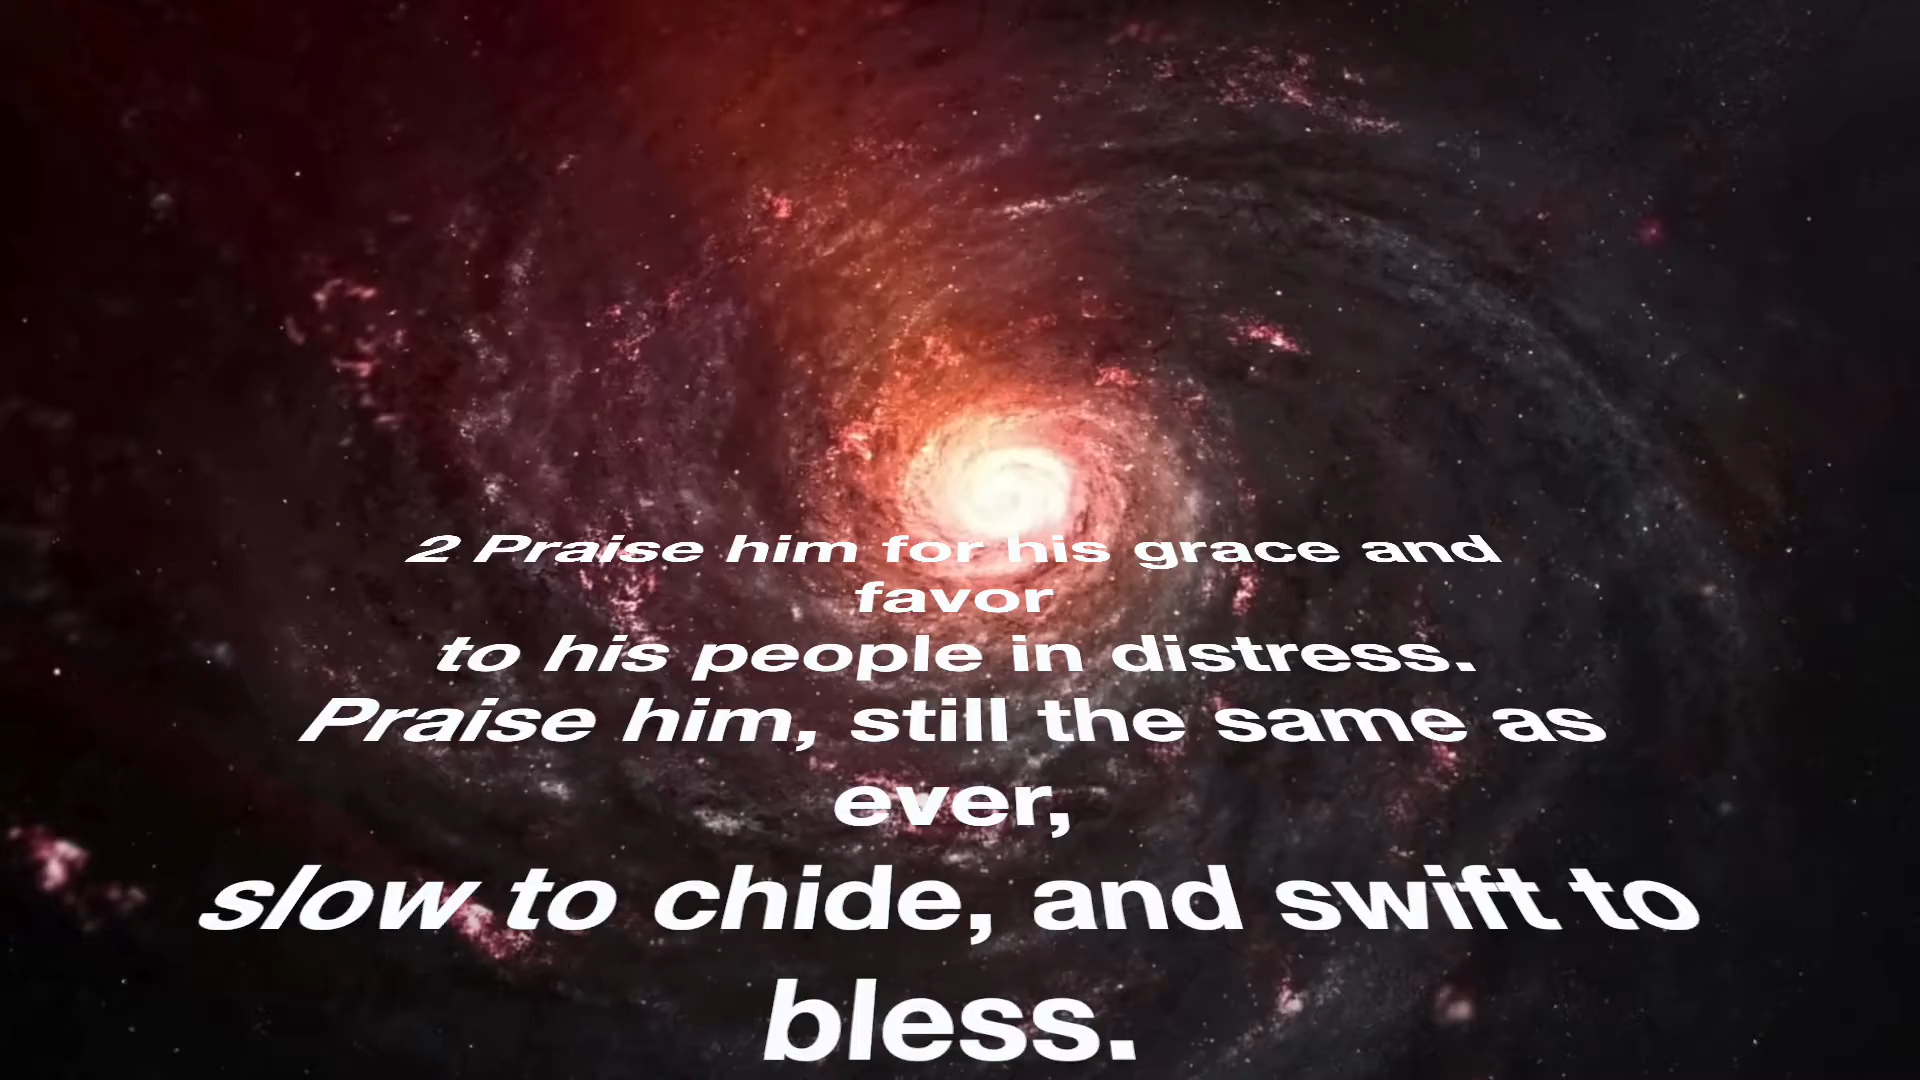 2 Praise him for his grace and
favor
to his people in distress.
Praise him, still the same as
ever,
slow to chide, and swift to
bless.